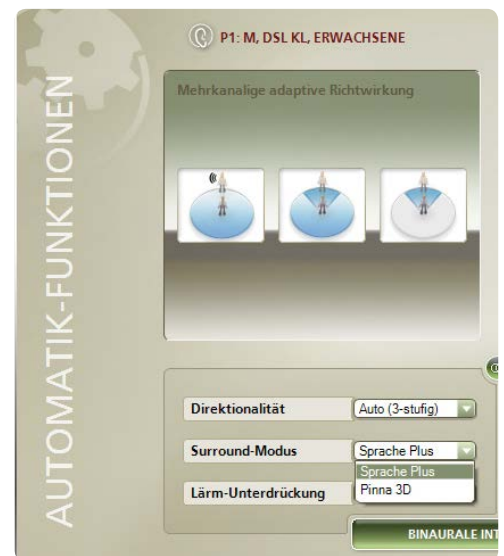 P1: M, DSL KL, ERWACHSENE
AUTOMATIK-FUNKTIONEN
Mehrkanalige adaptive Richtwirkung
Direktionalität Auto (3-stufig)
Surround-Modus Sprache Plus
Sprache Plus
Pinna 3D
Lärm-Unterdrückung
BINAURALE